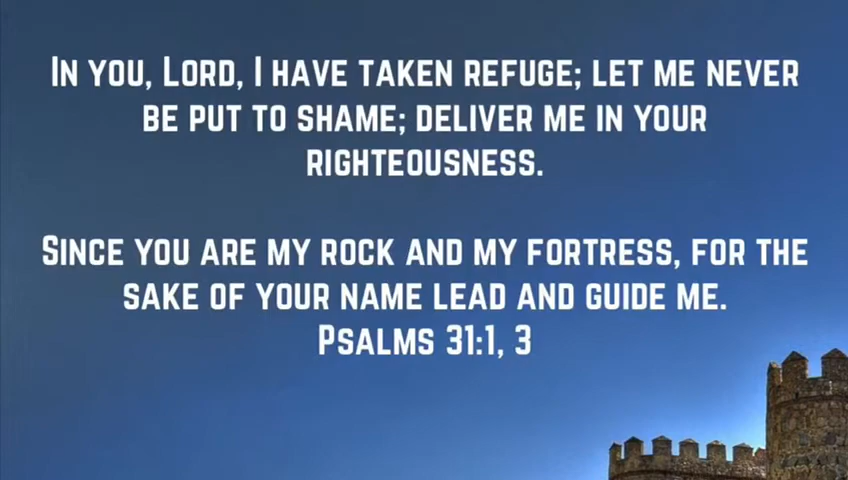 In you, Lord, I have taken refuge; let me never
be put to shame; deliver me in your
righteousness.
Since you are my rock and my fortress, for the
sake of your name lead and guide me.
Psalms 31:1, 3